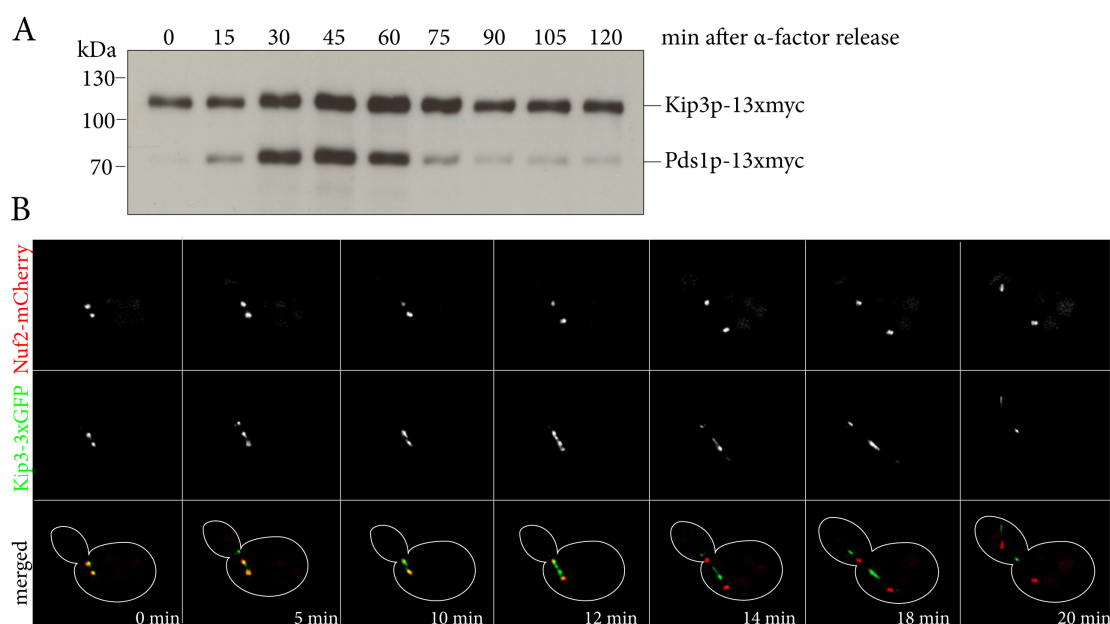 A
kDa
0 15 30 45 60 75 90 105 120 min after α-factor release
130
100
70
Kip3p-13xmyc
Pds1p-13xmyc
B
Nuf2-mCherry
Kip3-3xGFP
merged
0 min
5 min
10 min
12 min
14 min
18 min
20 min